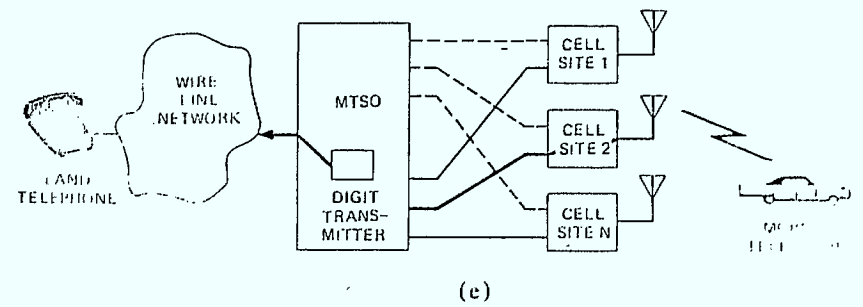 CELL
SITE 1
WIRE
LINE
NETWORK
MTSO
CELL
SITE 2
LAND
TELEPHONE
DIGIT
TRANS-
MITTER
CELL
SITE N
(e)